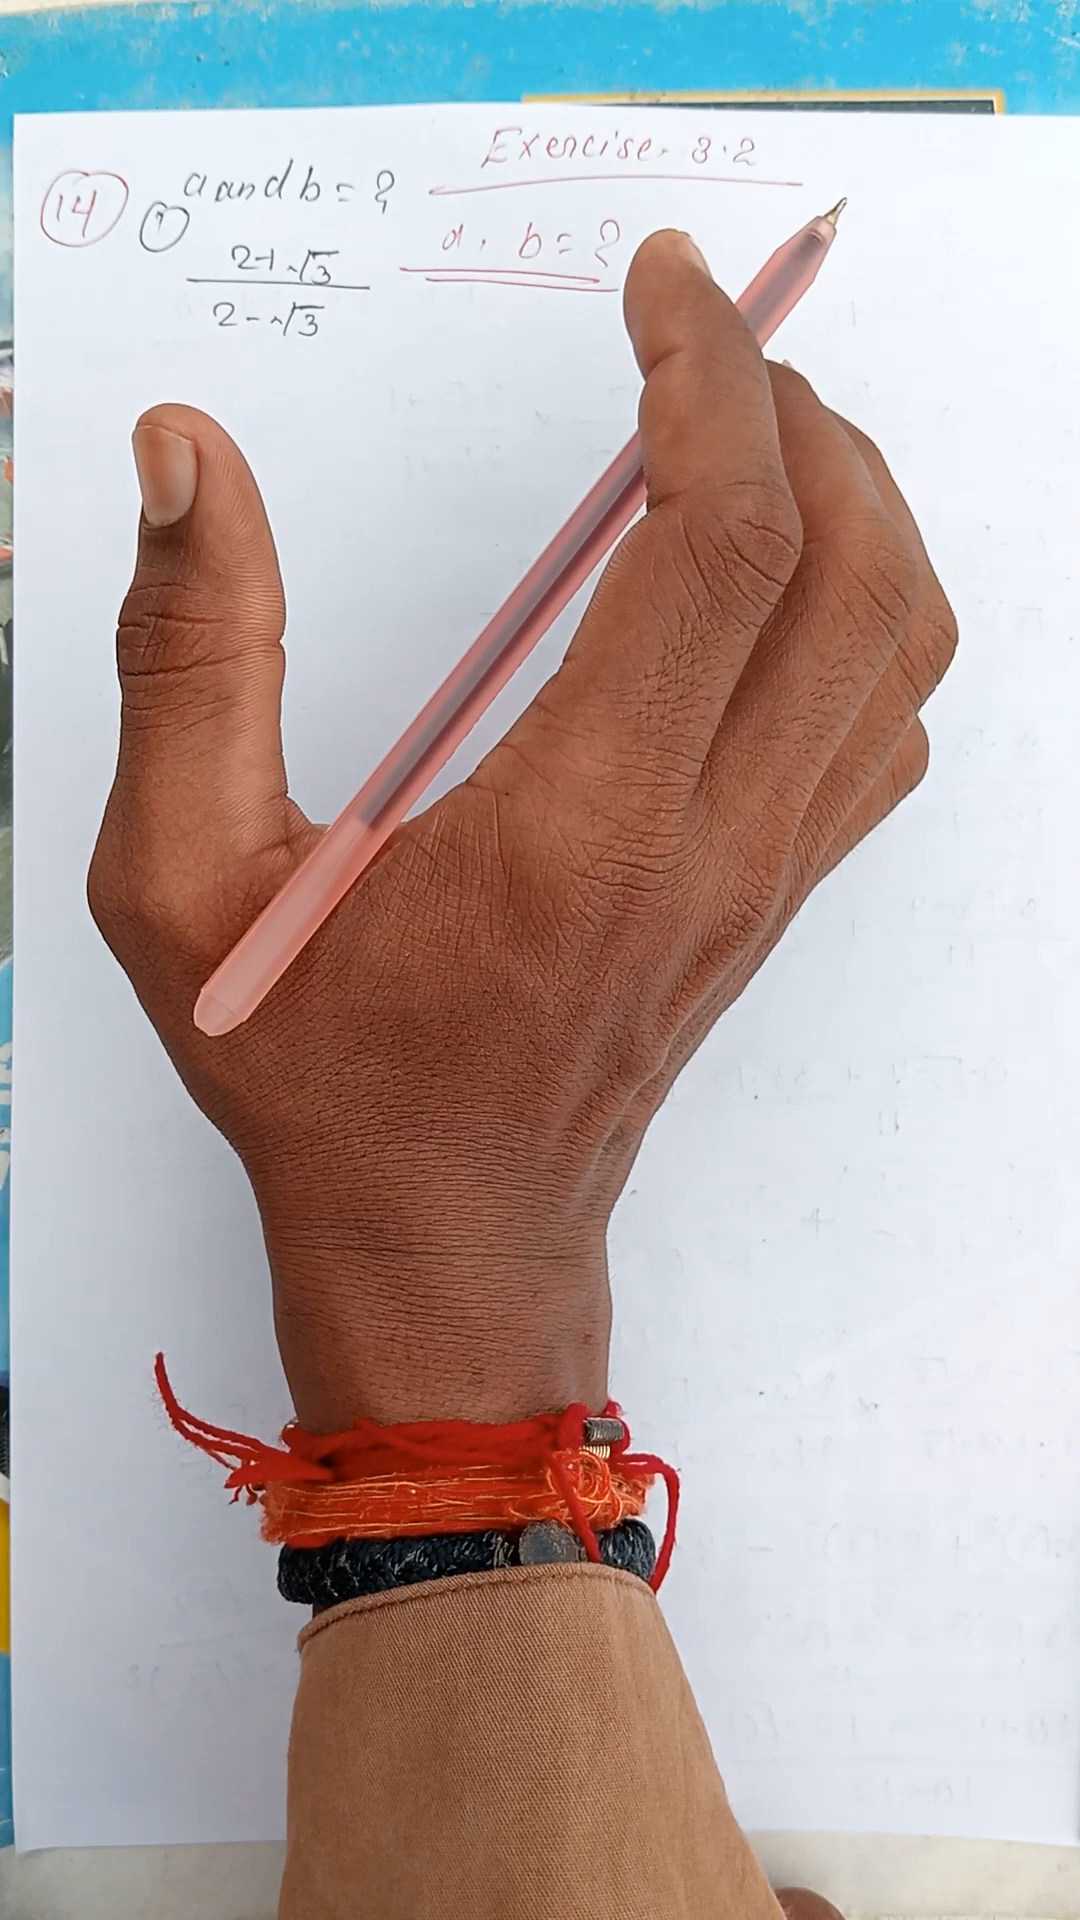 Exercise. 3.2
14 1 a and b = ?
a, b = ?
2+√3
2-√3